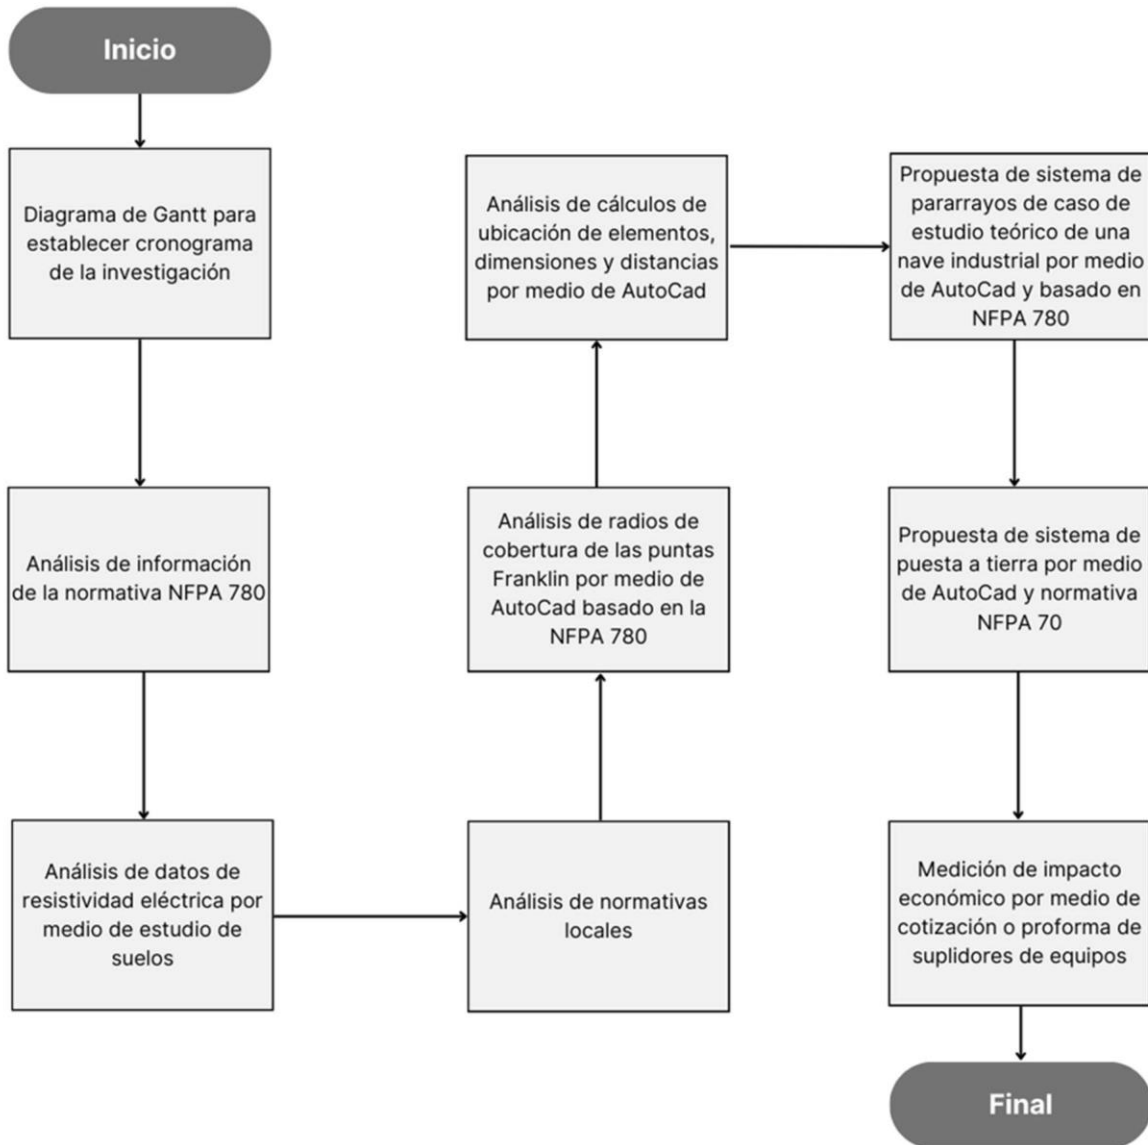 Inicio
Diagrama de Gantt para
establecer cronograma
de la investigación
Análisis de información
de la normativa NFPA 780
Análisis de datos de
resistividad eléctrica por
medio de estudio de
suelos
Análisis de normativas
locales
Análisis de radios de
cobertura de las puntas
Franklin por medio de
AutoCad basado en la
NFPA 780
Análisis de cálculos de
ubicación de elementos,
dimensiones y distancias
por medio de AutoCad
Propuesta de sistema de
pararrayos de caso de
estudio teórico de una
nave industrial por medio
de AutoCad y basado en
NFPA 780
Propuesta de sistema de
puesta a tierra por medio
de AutoCad y normativa
NFPA 70
Medición de impacto
económico por medio de
cotización o proforma de
suplidores de equipos
Final